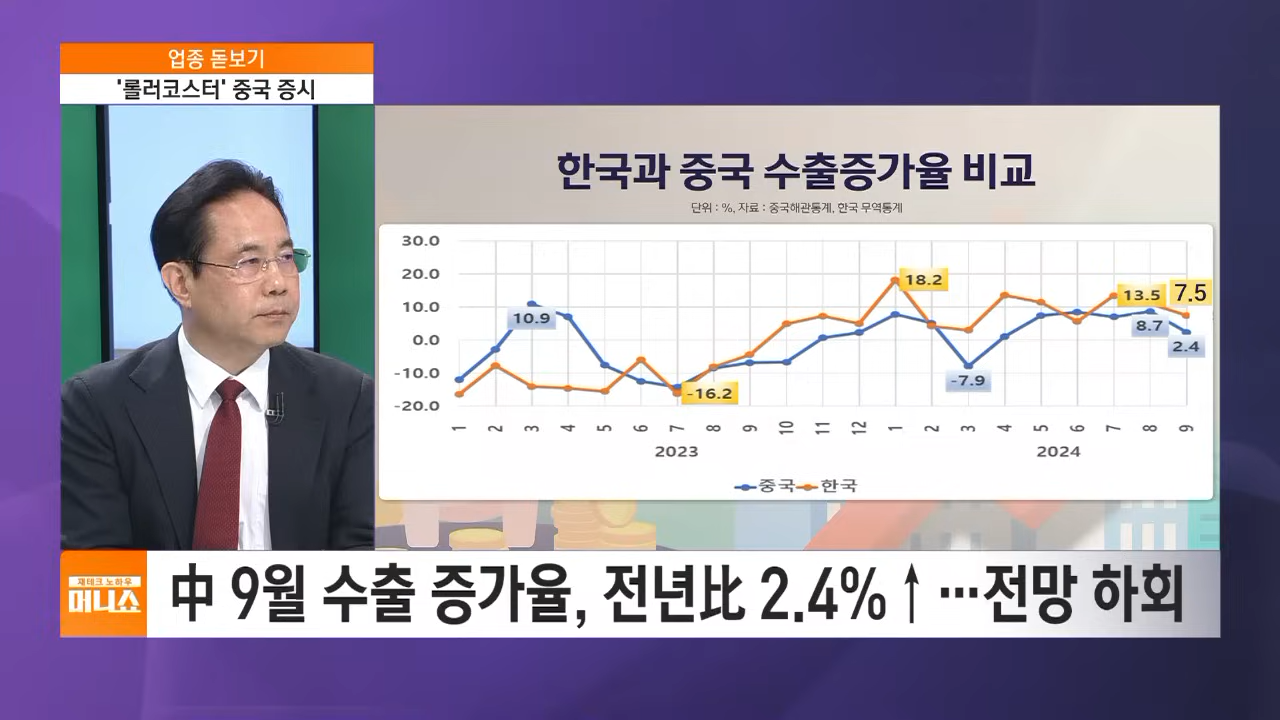 업종 돋보기
'롤러코스터' 중국 증시
한국과 중국 수출증가율 비교
단위 : %, 자료 : 중국해관통계, 한국 무역통계
30.0
20.0
10.0
0.0
-10.0
-20.0
10.9
-16.2
18.2
-7.9
13.5
7.5
8.7
2.4
1 2 3 4 5 6 7 8 9 10 11 12 1 2 3 4 5 6 7 8 9
2023 2024
중국 한국
재테크 노하우
머니쇼
中 9월 수출 증가율, 전년比 2.4%↑…전망 하회